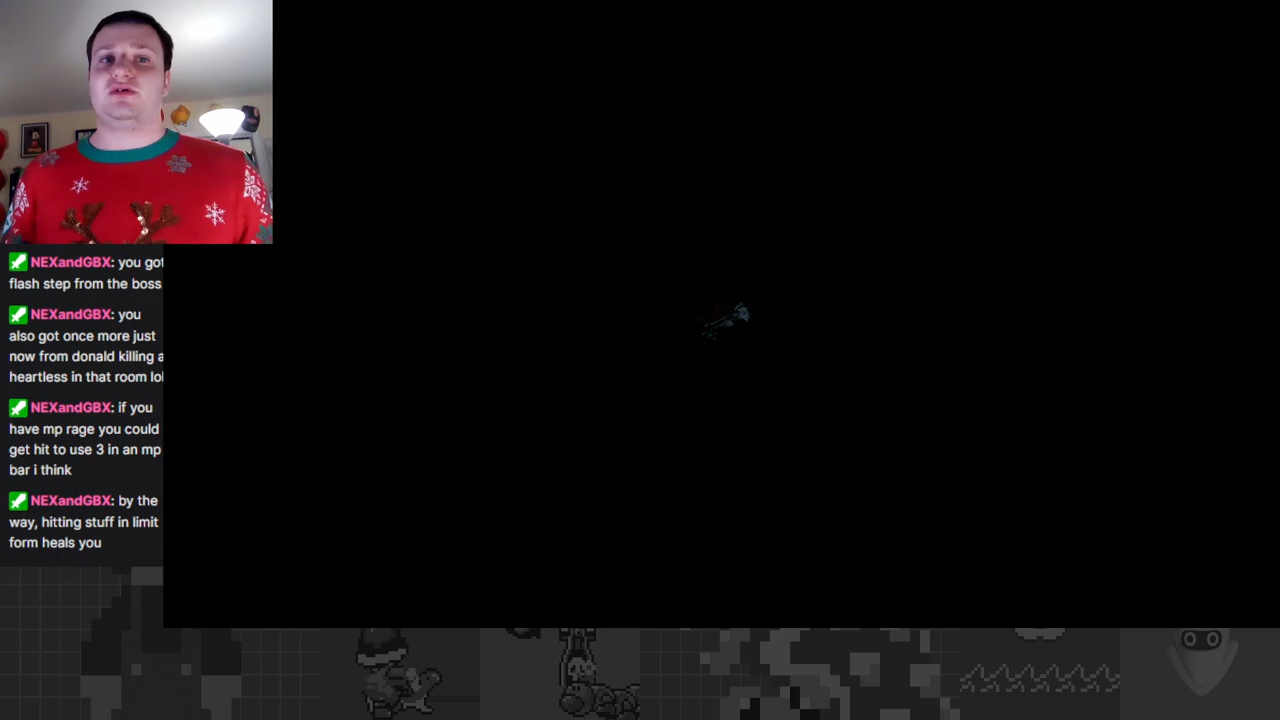 NEXandGBX: you got
flash step from the boss
NEXandGBX: you
also got once more just
now from donald killing a
heartless in that room lol
NEXandGBX: if you
have mp rage you could
get hit to use 3 in an mp
bar i think
NEXandGBX: by the
way, hitting stuff in limit
form heals you